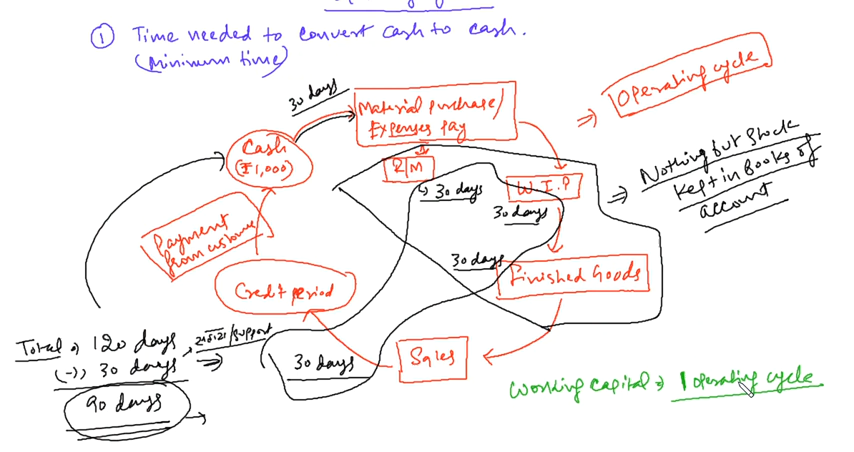 ① Time needed to convert cash to cash.
(Minimum time)
30 days
Material purchase/
Expenses pay
⇒ Operating cycle
Cash
(₹1,000)
R/M
↳ 30 days
W.I.P
⇒ Nothing but stock
kept in Books of
account
30 days
Payment
from customer
30 days
Finished Goods
Credit period
Total ⇒ 120 days
(-) 30 days
/support ⇒
90 days →
30 days
Sales
Working capital ⇒ 1 operating cycle